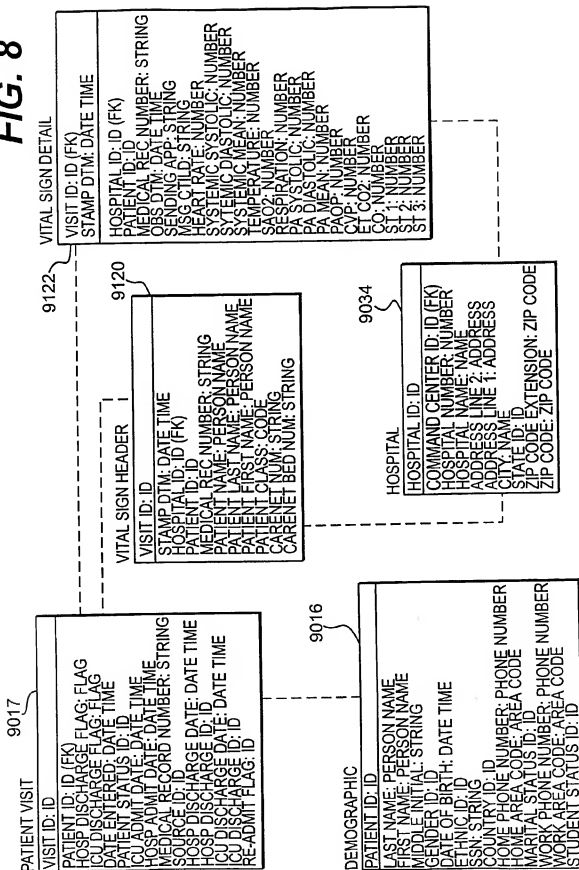 FIG. 8
PATIENT VISIT
9017
VISIT ID: ID
PATIENT ID: ID (FK)
HOSP DISCHARGE FLAG: FLAG
ICU DISCHARGE FLAG: FLAG
DATE ENTERED: DATE TIME
PATIENT STATUS ID: ID
ICU ADMIT DATE: DATE TIME
HOSP ADMIT DATE: DATE TIME
MEDICAL RECORD NUMBER: STRING
SOURCE ID: ID
HOSP DISCHARGE DATE: DATE TIME
HOSP DISCHARGE ID: ID
ICU DISCHARGE DATE: DATE TIME
ICU DISCHARGE ID: ID
RE-ADMIT FLAG: ID
VITAL SIGN HEADER
9120
VISIT ID: ID
STAMP DTM: DATE TIME
HOSPITAL ID: ID (FK)
PATIENT ID: ID
MEDICAL REC NUMBER: STRING
PATIENT NAME: PERSON NAME
PATIENT LAST NAME: PERSON NAME
PATIENT FIRST NAME: PERSON NAME
PATIENT CLASS: CODE
CARENET NUM: STRING
CARENET BED NUM: STRING
VITAL SIGN DETAIL
9122
VISIT ID: ID (FK)
STAMP DTM: DATE TIME
HOSPITAL ID: ID (FK)
PATIENT ID: ID
MEDICAL REC NUMBER: STRING
OBS DTM: DATE TIME
SENDING APP: STRING
MSG CTLID: STRING
HEART RATE: NUMBER
SYSTEMIC SYSTOLIC: NUMBER
SYTEMIC DIASTOLIC: NUMBER
SYSTEMIC MEAN: NUMBER
TEMPERATURE: NUMBER
SAO2: NUMBER
RESPIRATION: NUMBER
PA SYSTOLIC: NUMBER
PA DIASTOLIC: NUMBER
PA MEAN: NUMBER
PAOP: NUMBER
CVP: NUMBER
ET CO2: NUMBER
CO: NUMBER
ST 1: NUMBER
ST 2: NUMBER
ST 3: NUMBER
DEMOGRAPHIC
9016
PATIENT ID: ID
LAST NAME: PERSON NAME
FIRST NAME: PERSON NAME
MIDDLE INITIAL: STRING
GENDER ID: ID
DATE OF BIRTH: DATE TIME
ETHNIC ID: ID
SSN: STRING
COUNTRY ID: ID
HOME PHONE NUMBER: PHONE NUMBER
HOME AREA CODE: AREA CODE
MARITAL STATUS ID: ID
WORK PHONE NUMBER: PHONE NUMBER
WORK AREA CODE: AREA CODE
STUDENT STATUS ID: ID
HOSPITAL
9034
HOSPITAL ID: ID
COMMAND CENTER ID: ID (FK)
HOSPITAL NUMBER: NUMBER
HOSPITAL NAME: NAME
ADDRESS LINE 2: ADDRESS
ADDRESS LINE 1: ADDRESS
CITY: NAME
STATE ID: ID
ZIP CODE EXTENSION: ZIP CODE
ZIP CODE: ZIP CODE